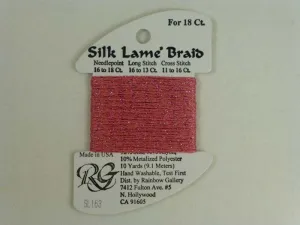 For 18 Ct.
Silk Lame' Braid
Needlepoint Long Stitch Cross Stitch
16 to 18 Ct. 16 to 13 Ct. 11 to 16 Ct.
Made in USA
10% Metalized Polyester
10 Yards (9.1 Meters)
Hand Washable, Test First
Dist. by Rainbow Gallery
7412 Fulton Ave. #5
N. Hollywood
CA 91605
RG
SL163